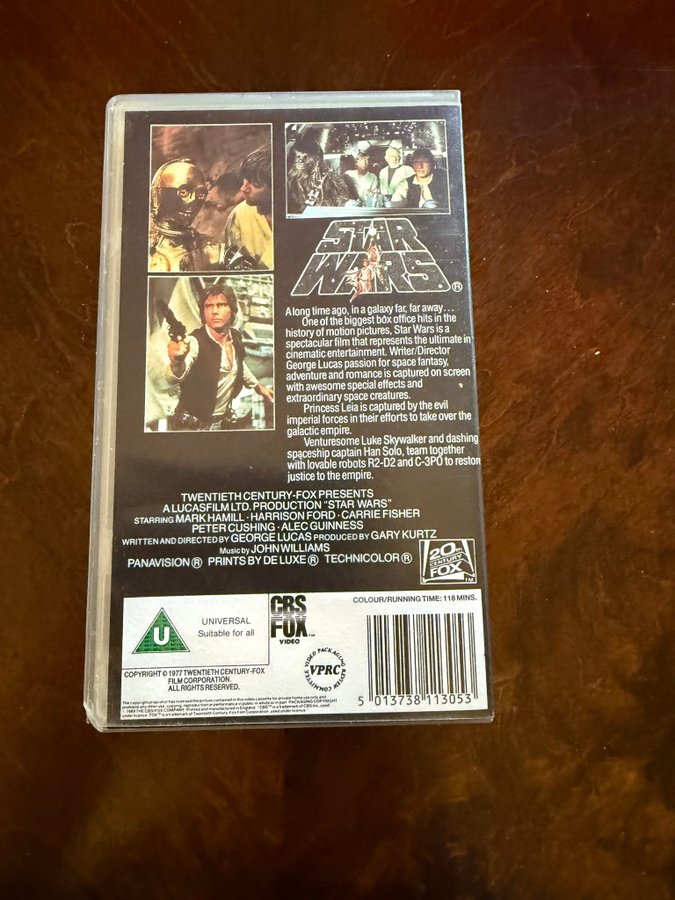 STAR
WARS®
A long time ago, in a galaxy far, far away...
One of the biggest box office hits in the
history of motion pictures, Star Wars is a
spectacular film that represents the ultimate in
cinematic entertainment. Writer/Director
George Lucas passion for space fantasy,
adventure and romance is captured on screen
with awesome special effects and
extraordinary space creatures.
Princess Leia is captured by the evil
imperial forces in their efforts to take over the
galactic empire.
Venturesome Luke Skywalker and dashing
spaceship captain Han Solo, team together
with lovable robots R2-D2 and C-3PO to restor
justice to the empire.
TWENTIETH CENTURY-FOX PRESENTS
A LUCASFILM LTD. PRODUCTION "STAR WARS"
STARRING MARK HAMILL · HARRISON FORD · CARRIE FISHER
PETER CUSHING · ALEC GUINNESS
WRITTEN AND DIRECTED BY GEORGE LUCAS PRODUCED BY GARY KURTZ
Music by JOHN WILLIAMS
PANAVISION® PRINTS BY DE LUXE® TECHNICOLOR®
20TH
CENTURY
FOX
TM
U
UNIVERSAL
Suitable for all
CBS
FOX™
VIDEO
COLOUR/RUNNING TIME: 118 MINS.
VIDEO PACKAGING REVIEW COMMITTEE
VPRC
5 013738 113053
COPYRIGHT © 1977 TWENTIETH CENTURY-FOX
FILM CORPORATION.
ALL RIGHTS RESERVED.